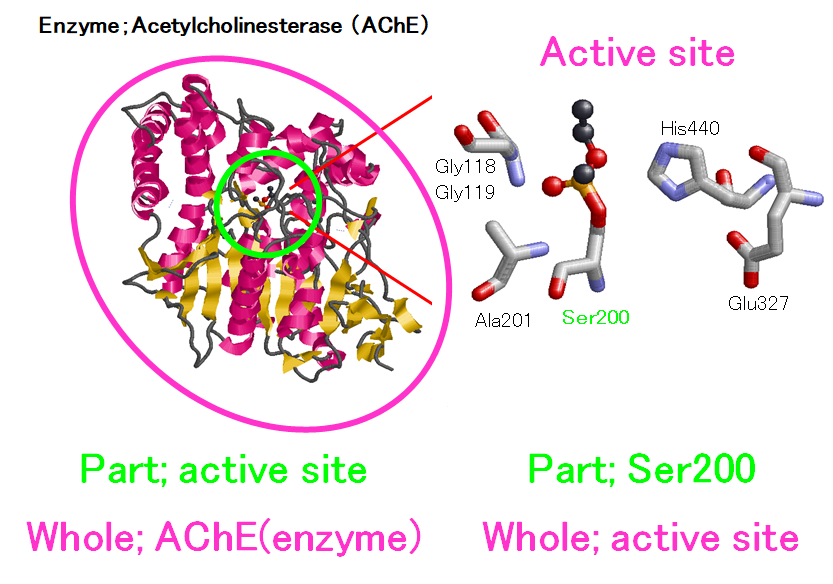 Enzyme;Acetylcholinesterase (AChE)
Active site
His440
Gly118
Gly119
Ala201
Ser200
Glu327
Part; active site
Part; Ser200
Whole; AChE(enzyme)
Whole; active site